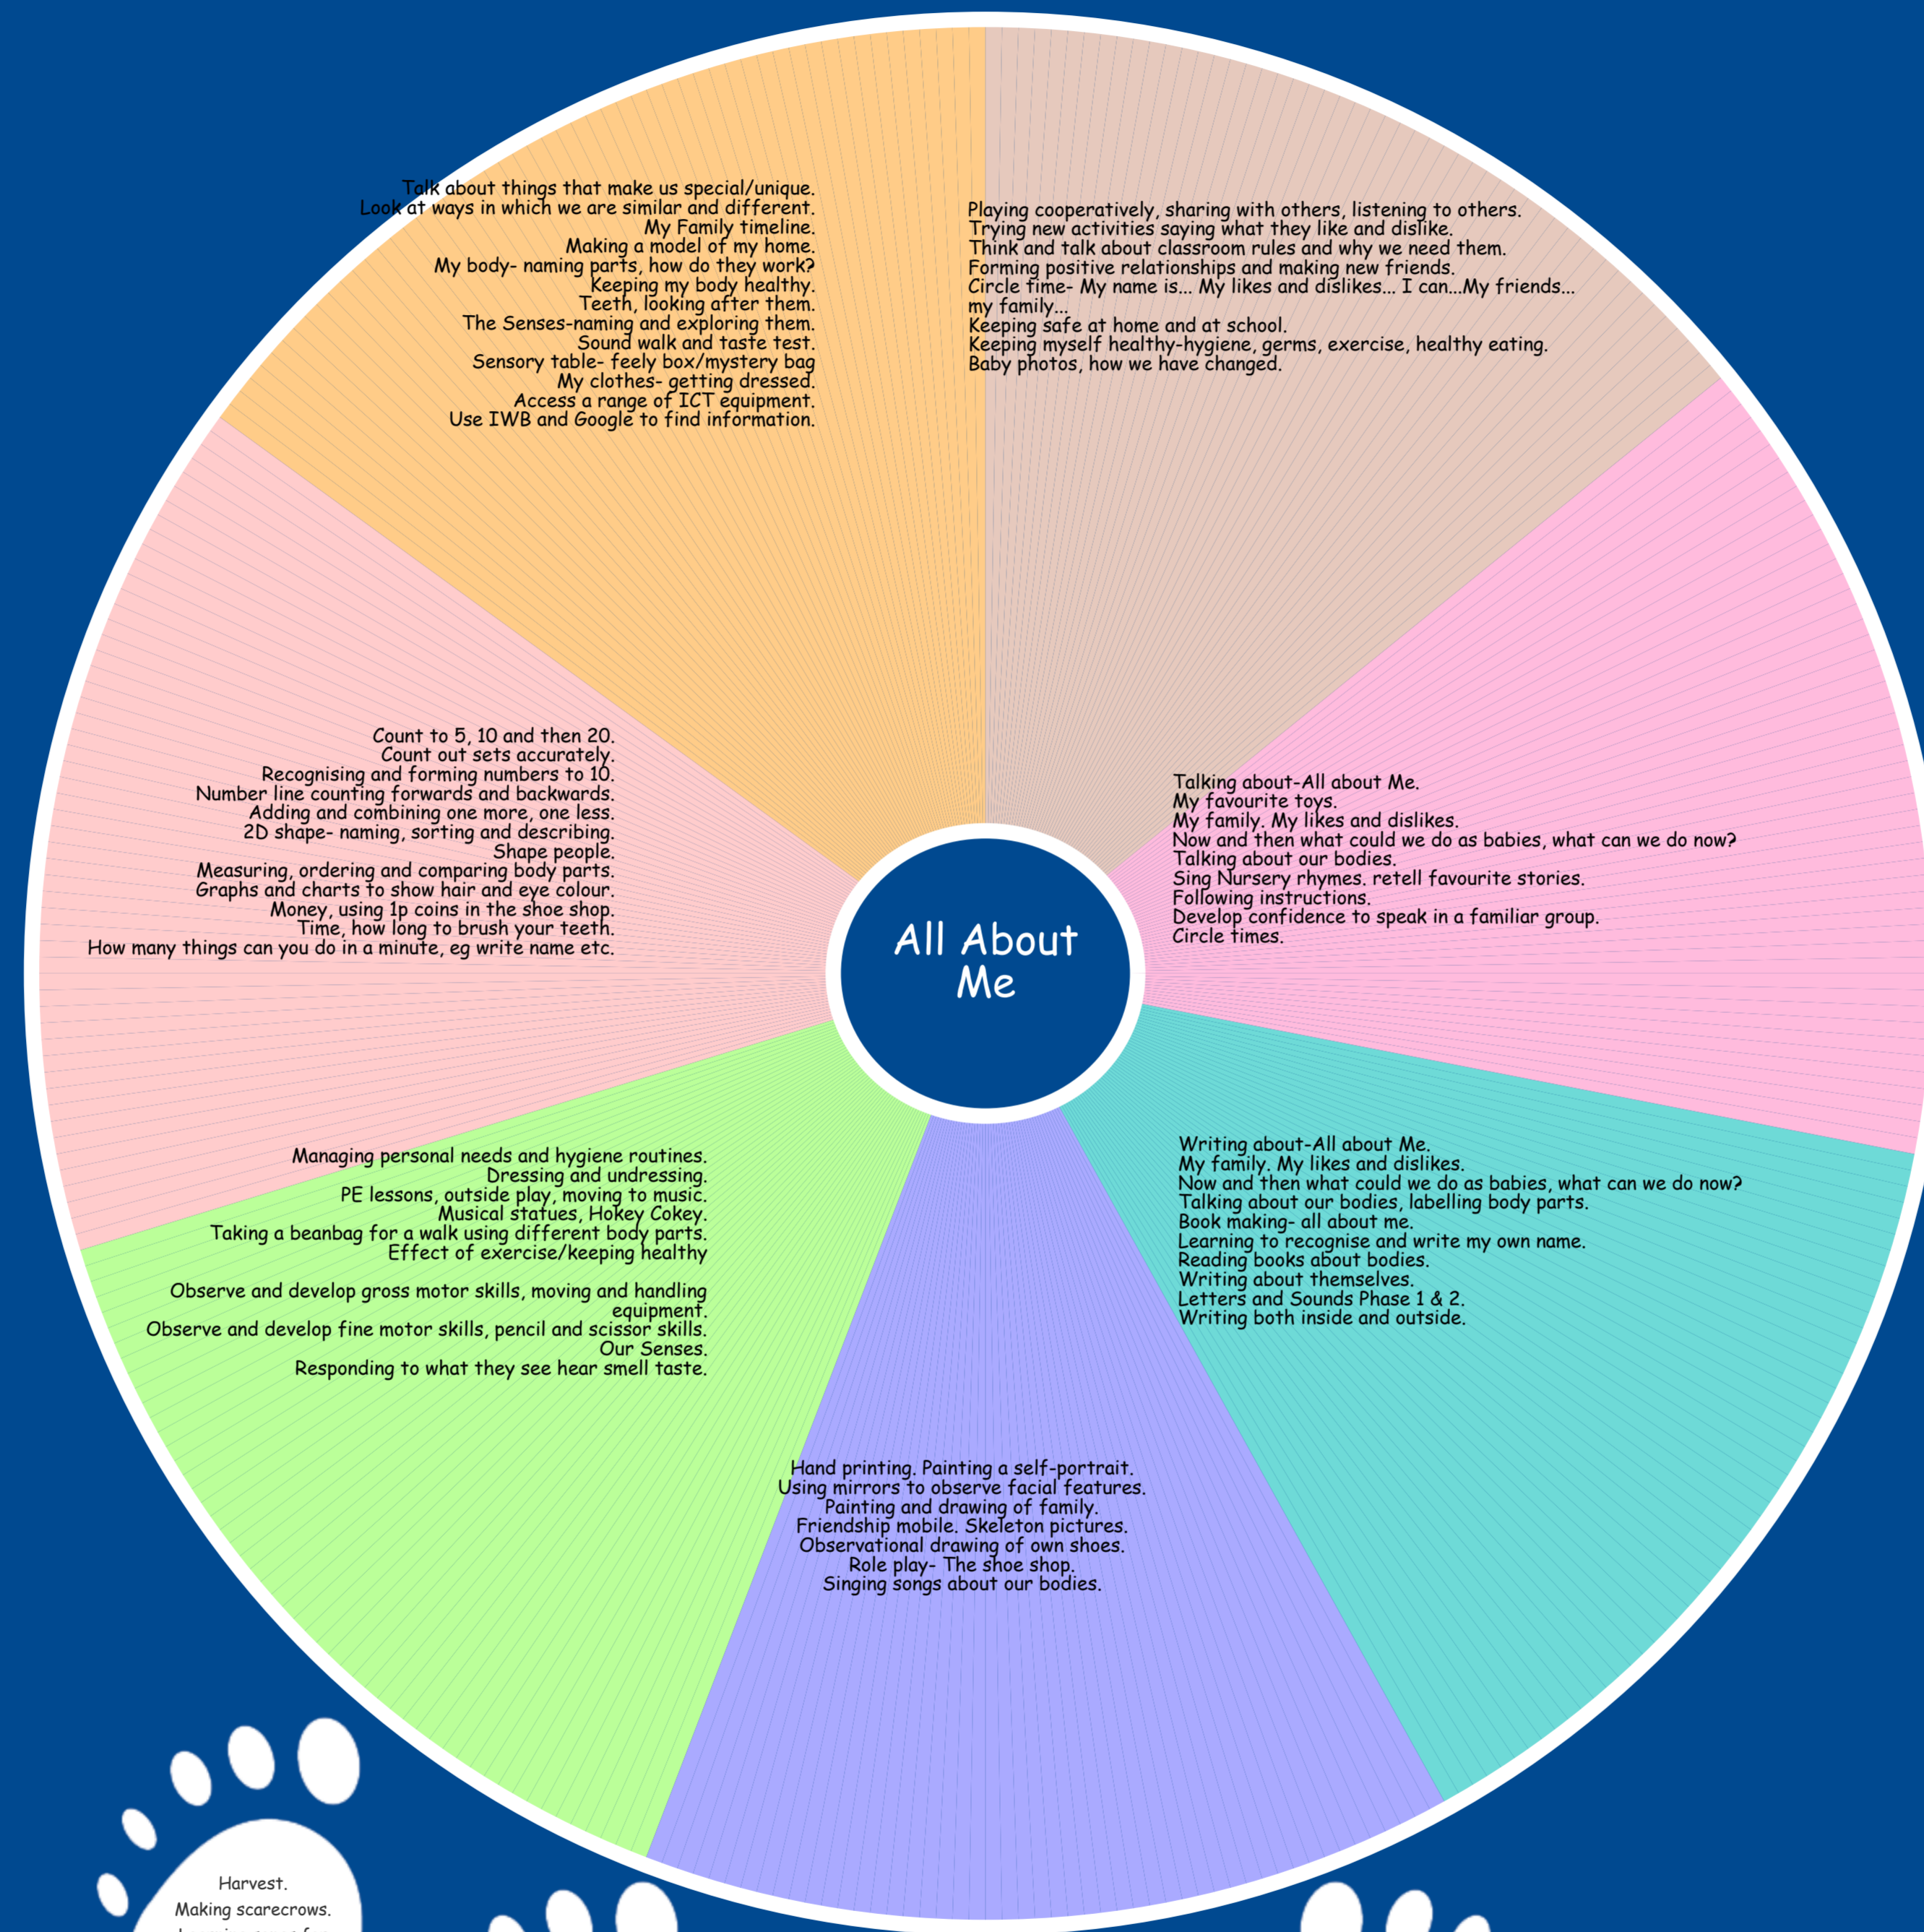 Talk about things that make us special/unique.
Look at ways in which we are similar and different.
My Family timeline.
Making a model of my home.
My body- naming parts, how do they work?
Keeping my body healthy.
Teeth, looking after them.
The Senses-naming and exploring them.
Sound walk and taste test.
Sensory table- feely box/mystery bag
My clothes- getting dressed.
Access a range of ICT equipment.
Use IWB and Google to find information.
Playing cooperatively, sharing with others, listening to others.
Trying new activities saying what they like and dislike.
Think and talk about classroom rules and why we need them.
Forming positive relationships and making new friends.
Circle time- My name is... My likes and dislikes... I can...My friends...
my family...
Keeping safe at home and at school.
Keeping myself healthy-hygiene, germs, exercise, healthy eating.
Baby photos, how we have changed.
Count to 5, 10 and then 20.
Count out sets accurately.
Recognising and forming numbers to 10.
Number line counting forwards and backwards.
Adding and combining one more, one less.
2D shape- naming, sorting and describing.
Shape people.
Measuring, ordering and comparing body parts.
Graphs and charts to show hair and eye colour.
Money, using 1p coins in the shoe shop.
Time, how long to brush your teeth.
How many things can you do in a minute, eg write name etc.
All About
Me
Talking about-All about Me.
My favourite toys.
My family. My likes and dislikes.
Now and then what could we do as babies, what can we do now?
Talking about our bodies.
Sing Nursery rhymes. retell favourite stories.
Following instructions.
Develop confidence to speak in a familiar group.
Circle times.
Managing personal needs and hygiene routines.
Dressing and undressing.
PE lessons, outside play, moving to music.
Musical statues, Hokey Cokey.
Taking a beanbag for a walk using different body parts.
Effect of exercise/keeping healthy
Observe and develop gross motor skills, moving and handling
equipment.
Observe and develop fine motor skills, pencil and scissor skills.
Our Senses.
Responding to what they see hear smell taste.
Writing about-All about Me.
My family. My likes and dislikes.
Now and then what could we do as babies, what can we do now?
Talking about our bodies, labelling body parts.
Book making- all about me.
Learning to recognise and write my own name.
Reading books about bodies.
Writing about themselves.
Letters and Sounds Phase 1 & 2.
Writing both inside and outside.
Hand printing. Painting a self-portrait.
Using mirrors to observe facial features.
Painting and drawing of family.
Friendship mobile. Skeleton pictures.
Observational drawing of own shoes.
Role play- The shoe shop.
Singing songs about our bodies.
Harvest.
Making scarecrows.